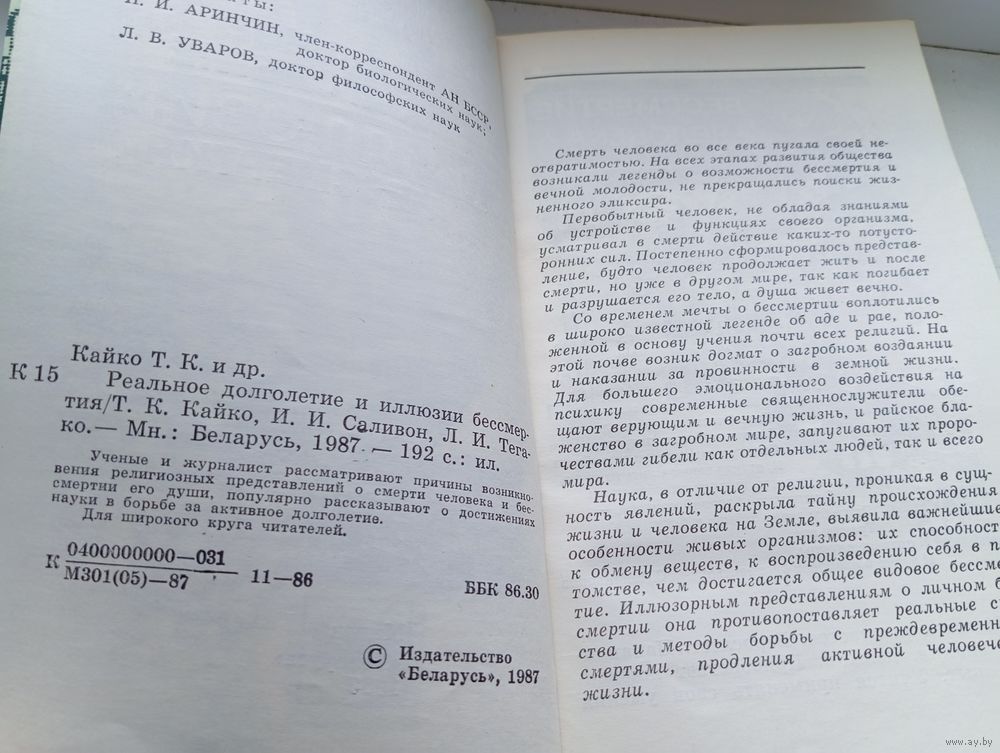 И. АРИНЧИН, член-корреспондент АН БССР,
доктор биологических наук;
Л. В. УВАРОВ, доктор философских наук
Кайко Т. К. и др.
К 15
Реальное долголетие и иллюзии бессмер-
тия/Т. К. Кайко, И. И. Саливон, Л. И. Тега-
ко.— Мн.: Беларусь, 1987.— 192 с.: ил.
Ученые и журналист рассматривают причины возникно-
вения религиозных представлений о смерти человека и бес-
смертии его души, популярно рассказывают о достижениях
науки в борьбе за активное долголетие.
Для широкого круга читателей.
К
0400000000—031
М301(05)—87
11—86
ББК 86.30
© Издательство
«Беларусь», 1987
Смерть человека во все века пугала своей не-
отвратимостью. На всех этапах развития общества
возникали легенды о возможности бессмертия и
вечной молодости, не прекращались поиски жиз-
ненного эликсира.
Первобытный человек, не обладая знаниями
об устройстве и функциях своего организма,
усматривал в смерти действие каких-то потусто-
ронних сил. Постепенно сформировалось представ-
ление, будто человек продолжает жить и после
смерти, но уже в другом мире, так как погибает
и разрушается его тело, а душа живет вечно.
Со временем мечты о бессмертии воплотились
в широко известной легенде об аде и рае, поло-
женной в основу учения почти всех религий. На
этой почве возник догмат о загробном воздаянии
и наказании за провинности в земной жизни.
Для большего эмоционального воздействия на
психику современные священнослужители обе-
щают верующим и вечную жизнь, и райское бла-
женство в загробном мире, запугивают их проро-
чествами гибели как отдельных людей, так и всего
мира.
Наука, в отличие от религии, проникая в сущ-
ность явлений, раскрыла тайну происхождения
жизни и человека на Земле, выявила важнейшие
особенности живых организмов: их способност
к обмену веществ, к воспроизведению себя в п
томстве, чем достигается общее видовое бессме
тие. Иллюзорным представлениям о личном б
смертии она противопоставляет реальные с
ства и методы борьбы с преждевременн
смертями, продления активной человече
жизни.
www.ay.by